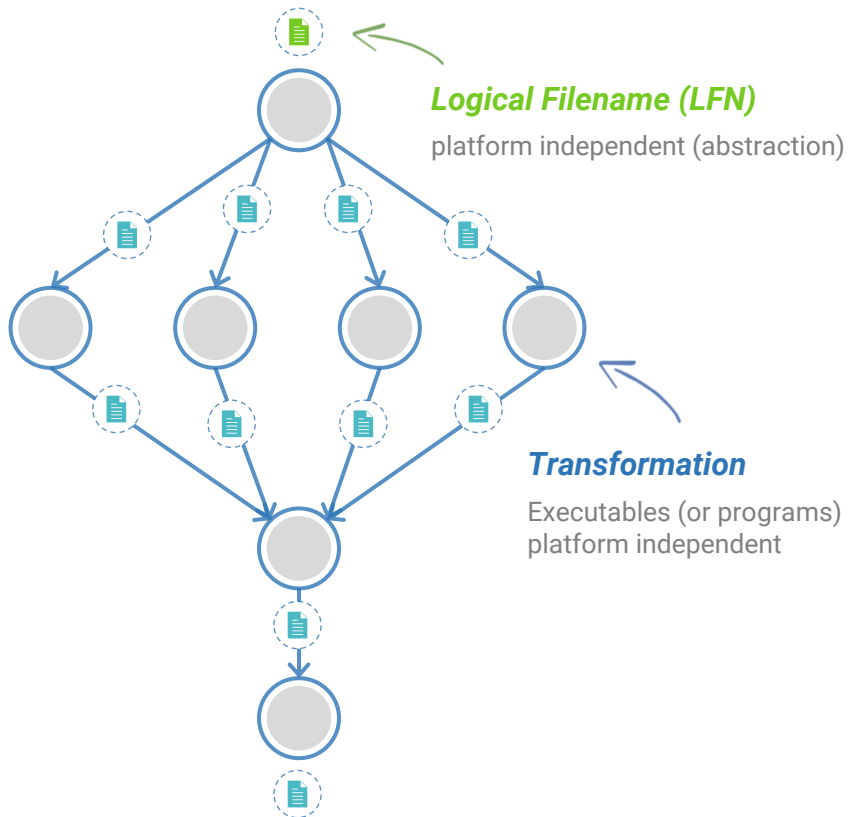 Logical Filename (LFN)
platform independent (abstraction)
Transformation
Executables (or programs)
platform independent